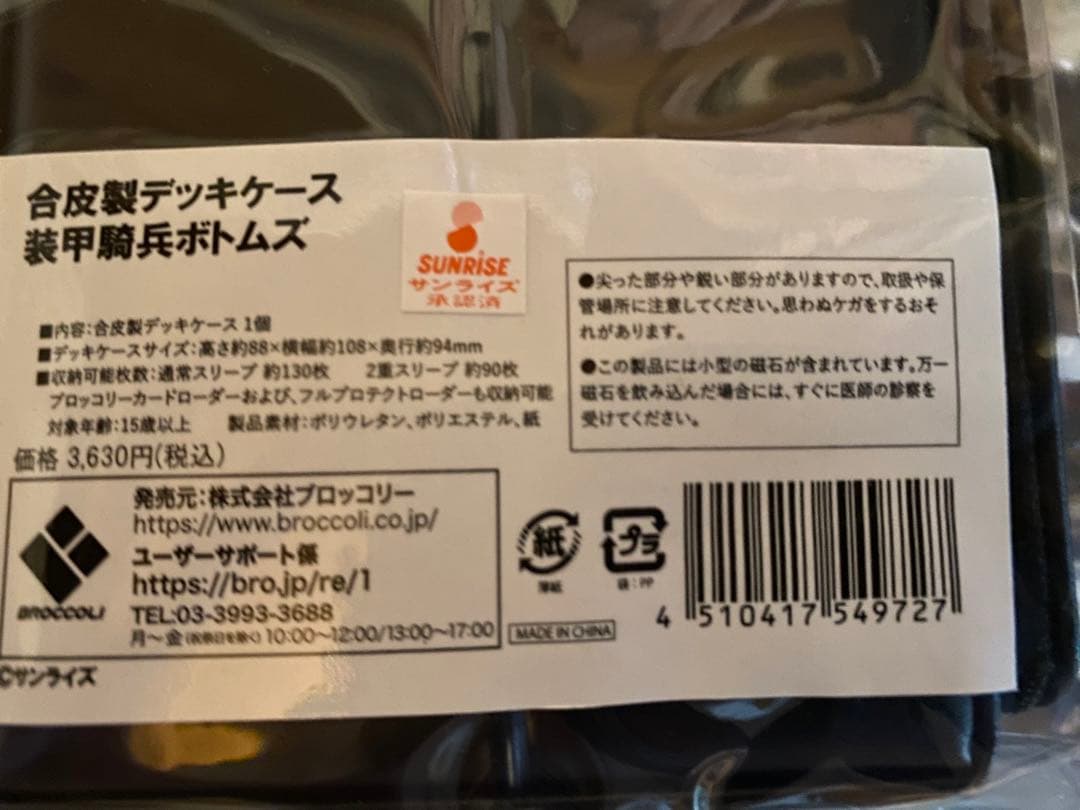 合皮製デッキケース
装甲騎兵ボトムズ
SUNRISE
サンライズ
承認済
■内容:合皮製デッキケース 1個
■デッキケースサイズ:高さ約88×横幅約108×奥行約94mm
■収納可能枚数:通常スリーブ 約130枚 2重スリーブ 約90枚
ブロッコリーカードローダーおよび、フルプロテクトローダーも収納可能
対象年齢:15歳以上 製品素材:ポリウレタン、ポリエステル、紙
価格 3,630円(税込)
●尖った部分や鋭い部分がありますので、取扱や保
管場所に注意してください。思わぬケガをするおそ
れがあります。
●この製品には小型の磁石が含まれています。万一
磁石を飲み込んだ場合には、すぐに医師の診察を
受けてください。
BROCCOLI
発売元:株式会社ブロッコリー
https://www.broccoli.co.jp/
ユーザーサポート係
https://bro.jp/re/1
TEL:03-3993-3688
月〜金(祝祭日を除く)10:00〜12:00/13:00〜17:00
紙
薄紙
プラ
袋:PP
MADE IN CHINA
4 510417 549727
©サンライズ